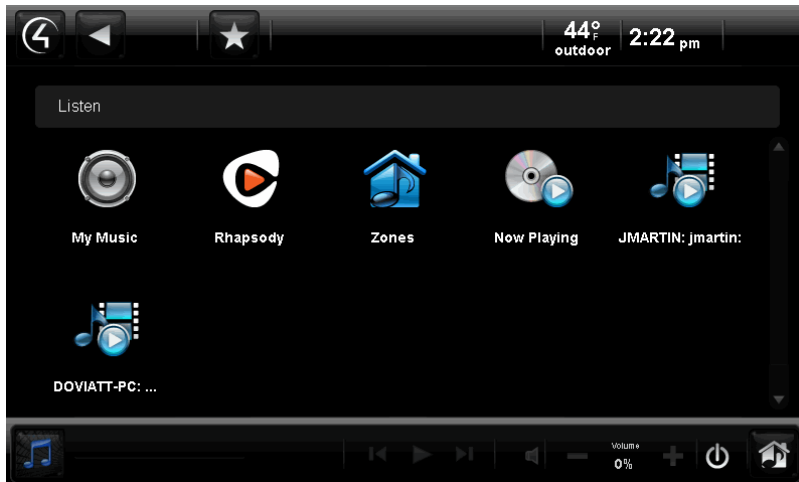 44°F
outdoor
2:22 pm
Listen
My Music
Rhapsody
Zones
Now Playing
JMARTIN: jmartin:
DOVIATT-PC: ...
Volume
0%